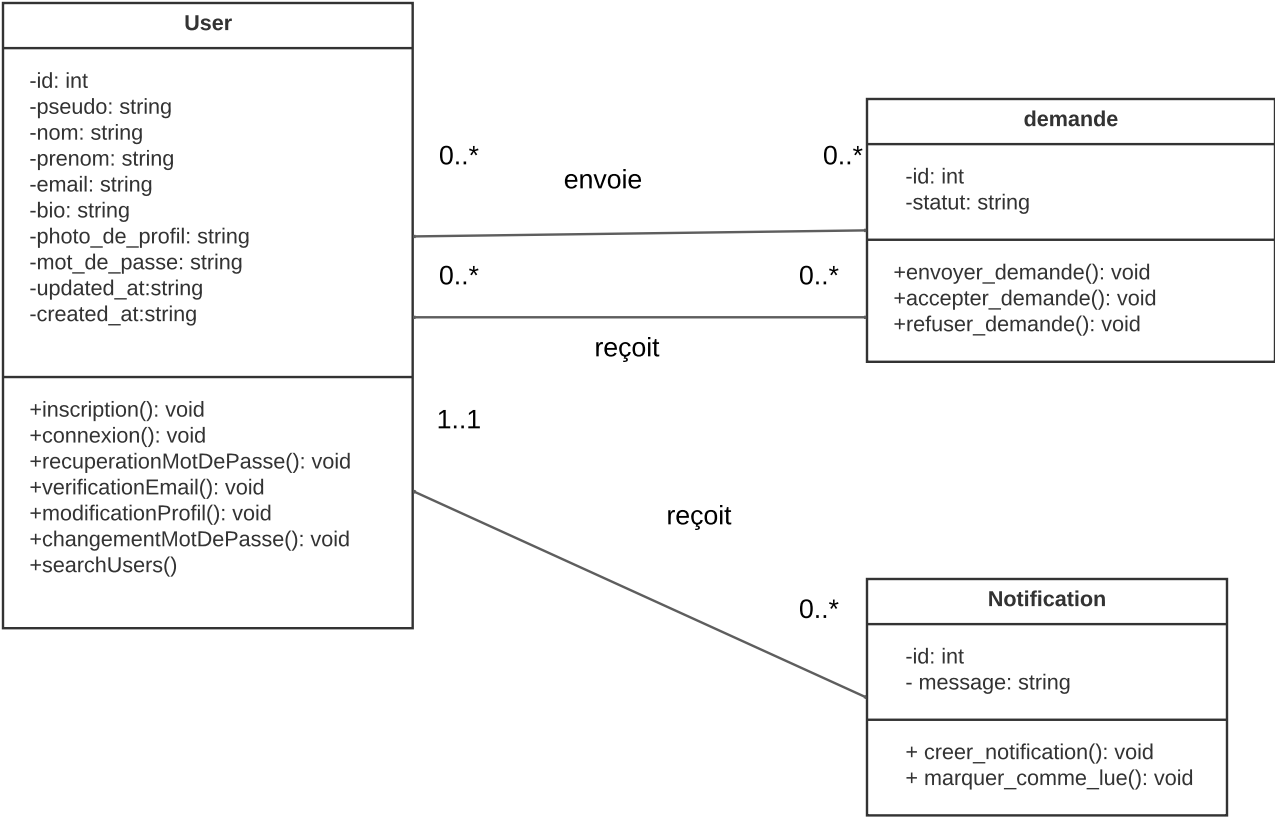 User
-id: int
-pseudo: string
-nom: string
-prenom: string
-email: string
-bio: string
-photo_de_profil: string
-mot_de_passe: string
-updated_at:string
-created_at:string
+inscription(): void
+connexion(): void
+recuperationMotDePasse(): void
+verificationEmail(): void
+modificationProfil(): void
+changementMotDePasse(): void
+searchUsers()
0..*
0..*
envoie
0..*
0..*
reçoit
1..1
reçoit
0..*
demande
-id: int
-statut: string
+envoyer_demande(): void
+accepter_demande(): void
+refuser_demande(): void
Notification
-id: int
- message: string
+ creer_notification(): void
+ marquer_comme_lue(): void